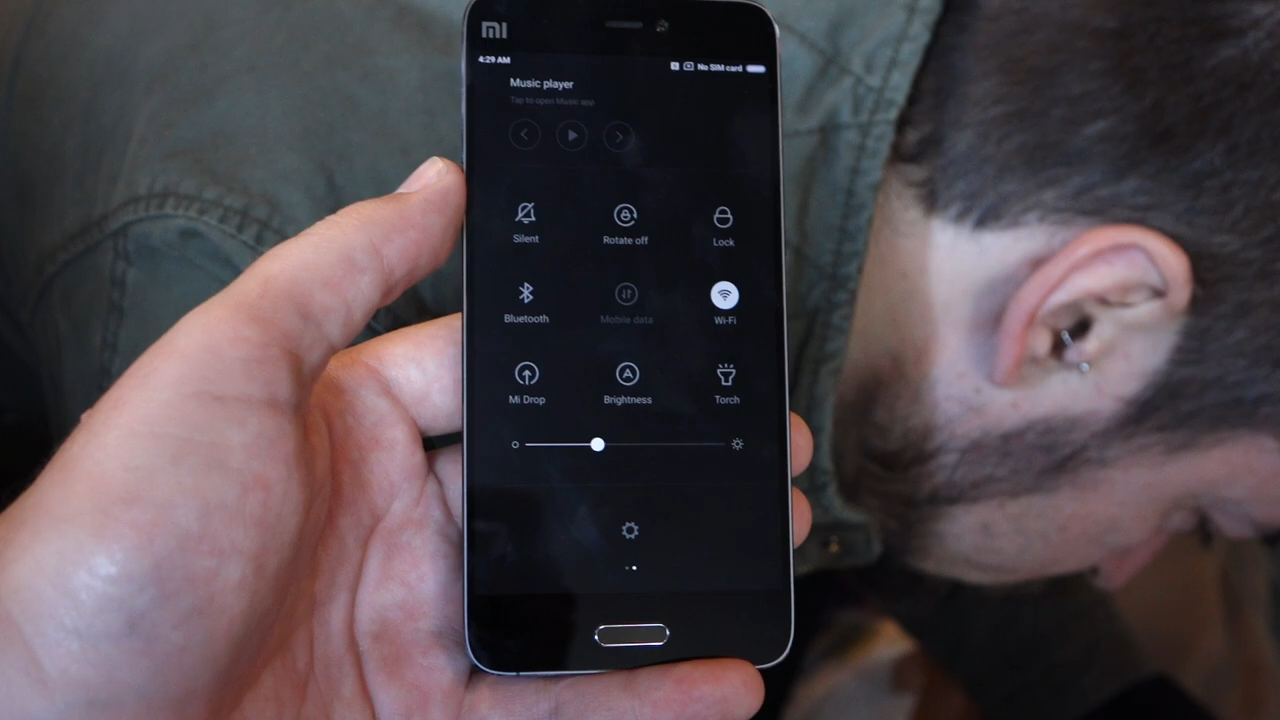 MI
4:29 AM
No SIM card
Music player
Tap to open Music app
Silent
Rotate off
Lock
Bluetooth
Mobile data
Wi-Fi
Mi Drop
Brightness
Torch